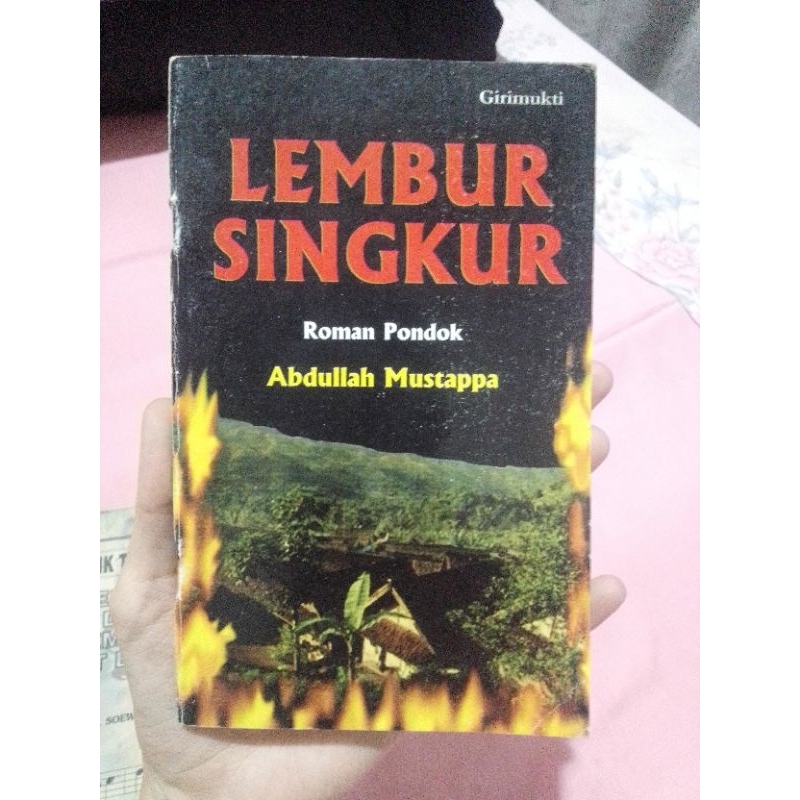 Girimukti
LEMBUR
SINGKUR
Roman Pondok
Abdullah Mustappa